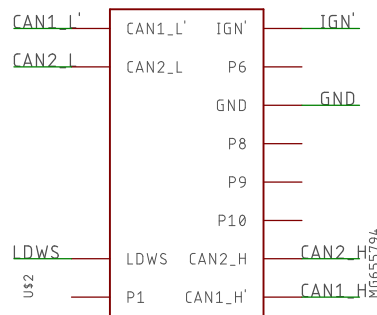 CAN1_L' CAN1_L' IGN' IGN'
CAN2_L CAN2_L P6
GND GND
P8
P9
P10
LDWS LDWS CAN2_H CAN2_H
U$2 P1 CAN1_H' CAN1_H'
MG655794